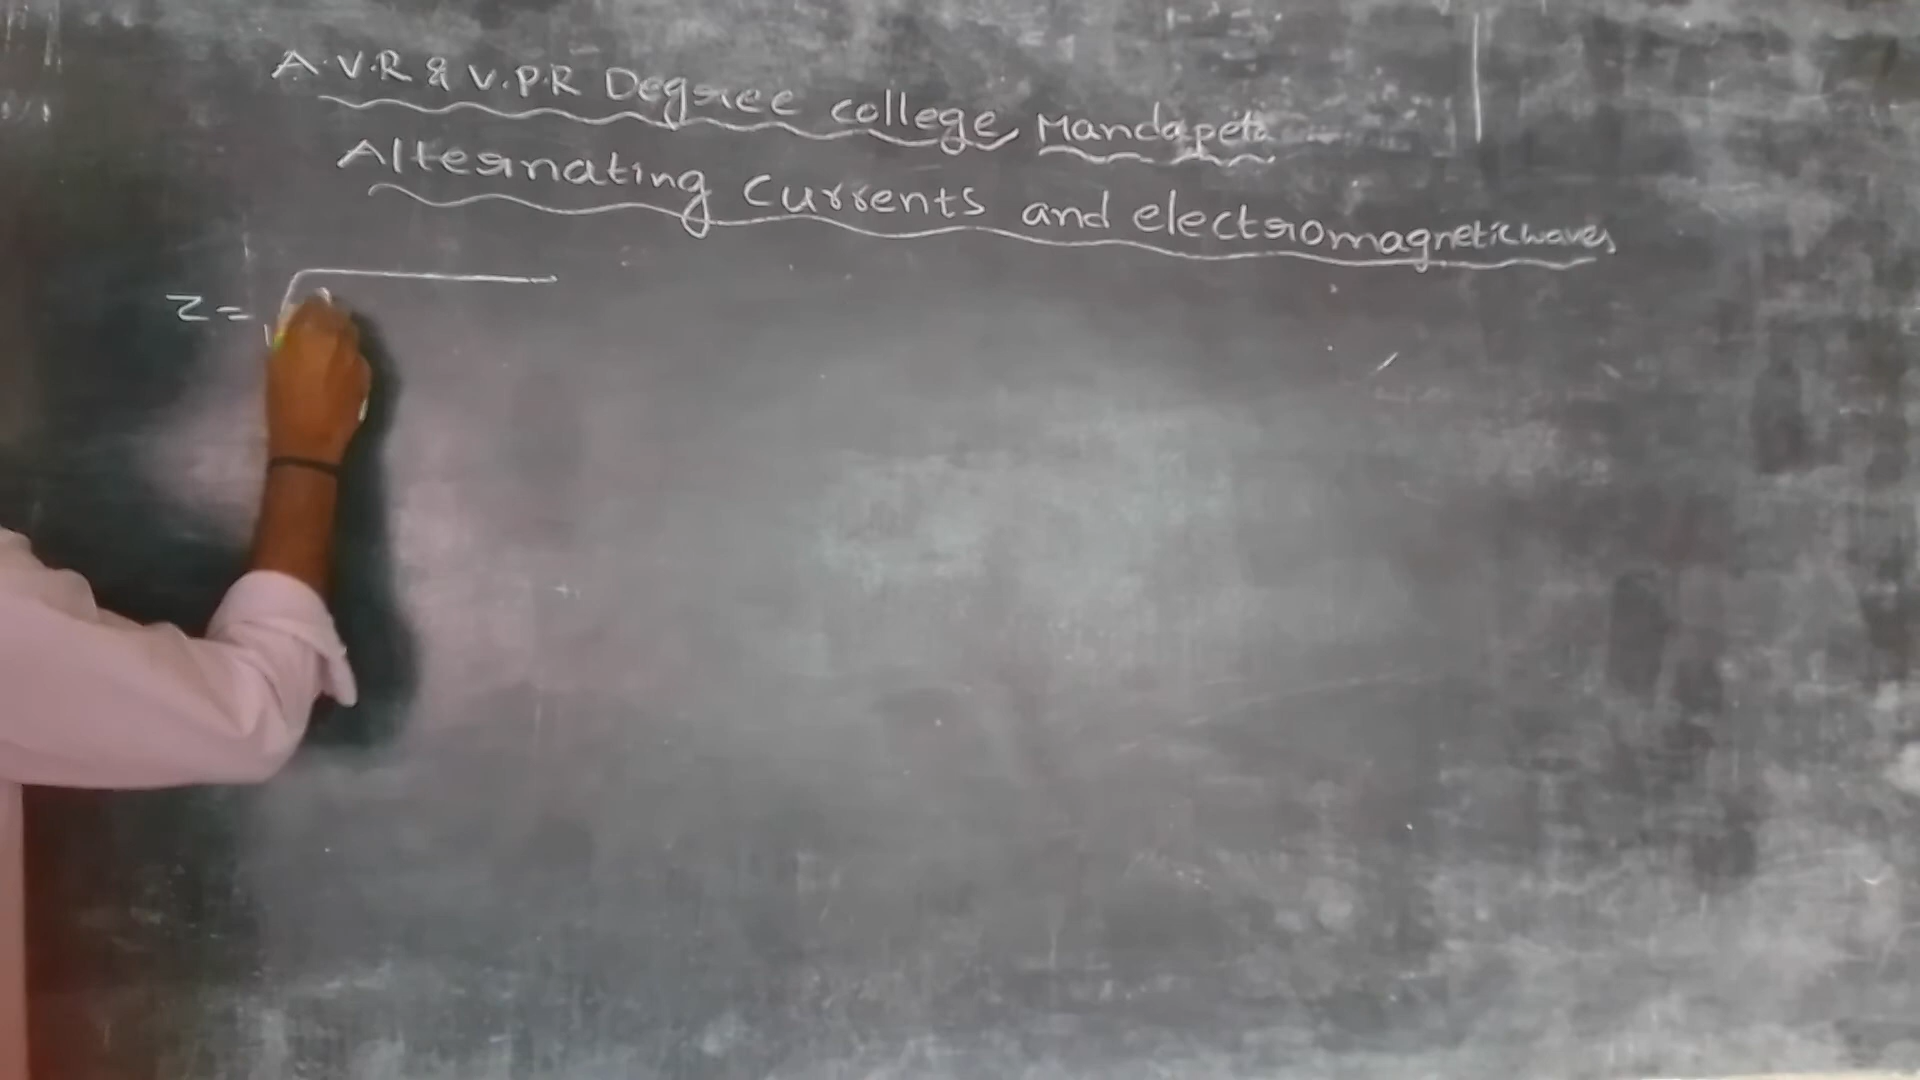 A.V.R & V.P.R Degree college, Mandapeta
Alternating Currents and electromagnetic waves
Z = √